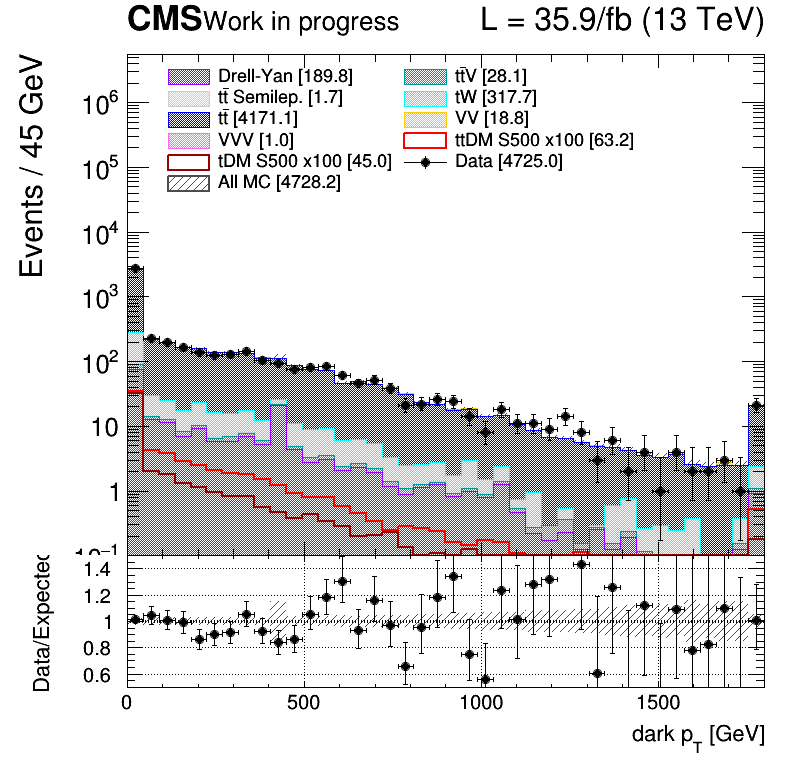 CMS Work in progress L = 35.9/fb (13 TeV)
Events / 45 GeV
Drell-Yan [189.8] tt̄V [28.1]
tt̄ Semilep. [1.7] tW [317.7]
tt̄ [4171.1] VV [18.8]
VVV [1.0] ttDM S500 x100 [63.2]
tDM S500 x100 [45.0] Data [4725.0]
All MC [4728.2]
10⁶
10⁵
10⁴
10³
10²
10
1
10⁻¹
Data/Expected
1.4
1.2
1
0.8
0.6
0 500 1000 1500
dark p_T [GeV]